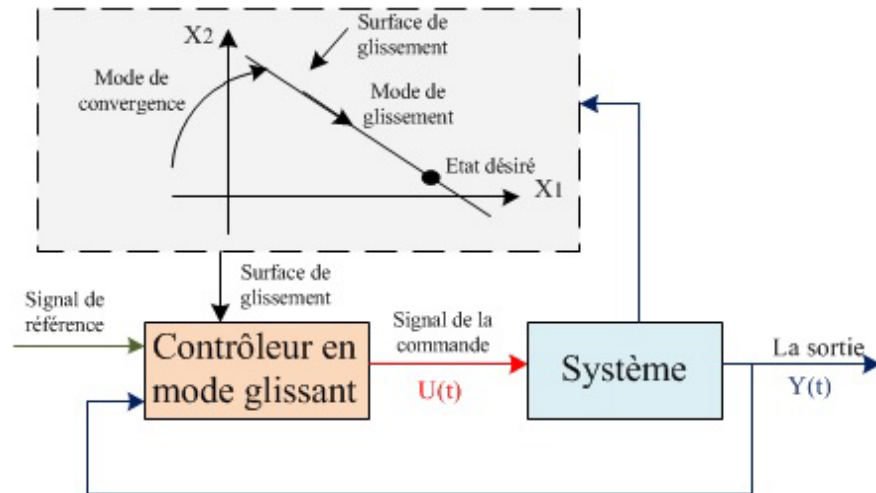 X2
Surface de
glissement
Mode de
convergence
Mode de
glissement
Etat désiré
X1
Surface de
glissement
Signal de
référence
Contrôleur en
mode glissant
Signal de la
commande
U(t)
Système
La sortie
Y(t)